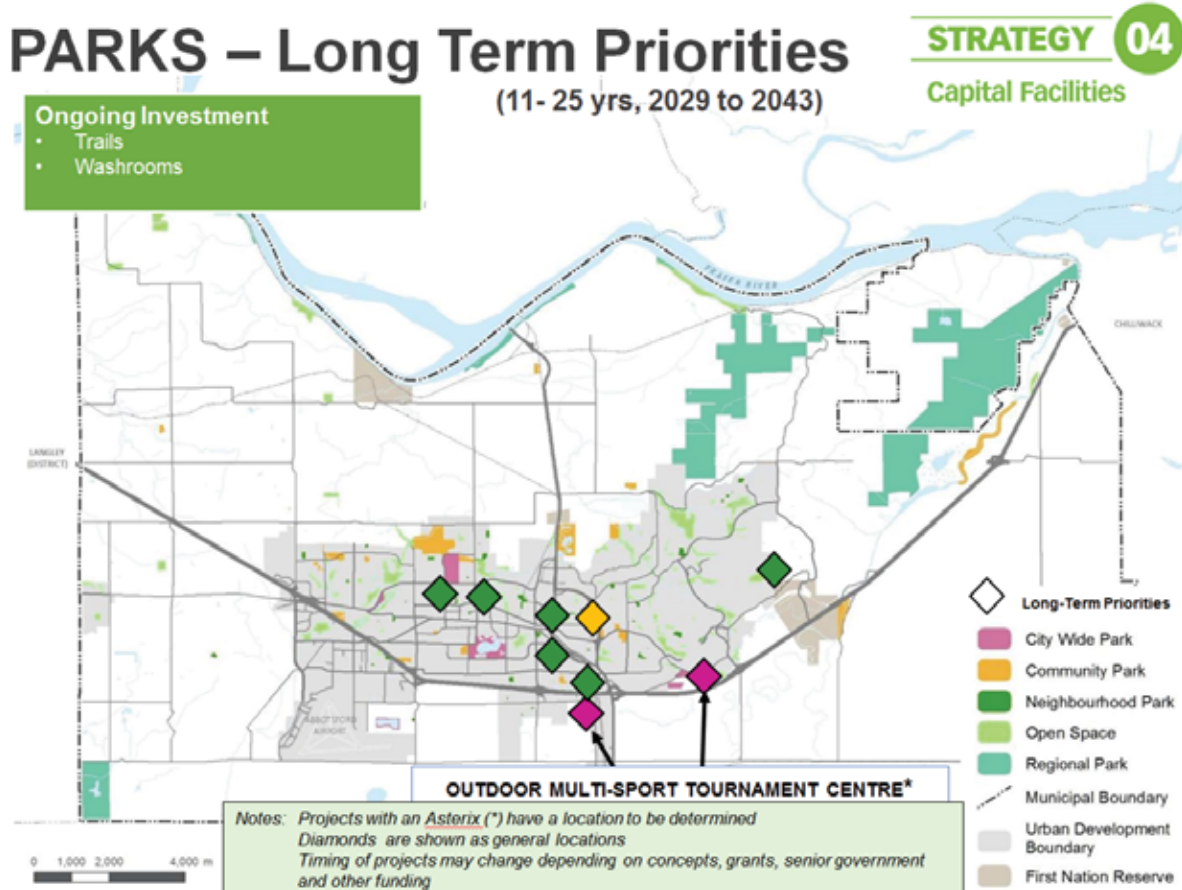 PARKS – Long Term Priorities
(11- 25 yrs, 2029 to 2043)
STRATEGY 04
Capital Facilities
Ongoing Investment
• Trails
• Washrooms
FRASER RIVER
CHILLIWACK
LANGLEY
(DISTRICT)
ABBOTSFORD
AIRPORT
Long-Term Priorities
City Wide Park
Community Park
Neighbourhood Park
Open Space
Regional Park
Municipal Boundary
Urban Development
Boundary
First Nation Reserve
OUTDOOR MULTI-SPORT TOURNAMENT CENTRE*
Notes: Projects with an Asterix (*) have a location to be determined
Diamonds are shown as general locations
Timing of projects may change depending on concepts, grants, senior government
and other funding
0 1,000 2,000 4,000 m